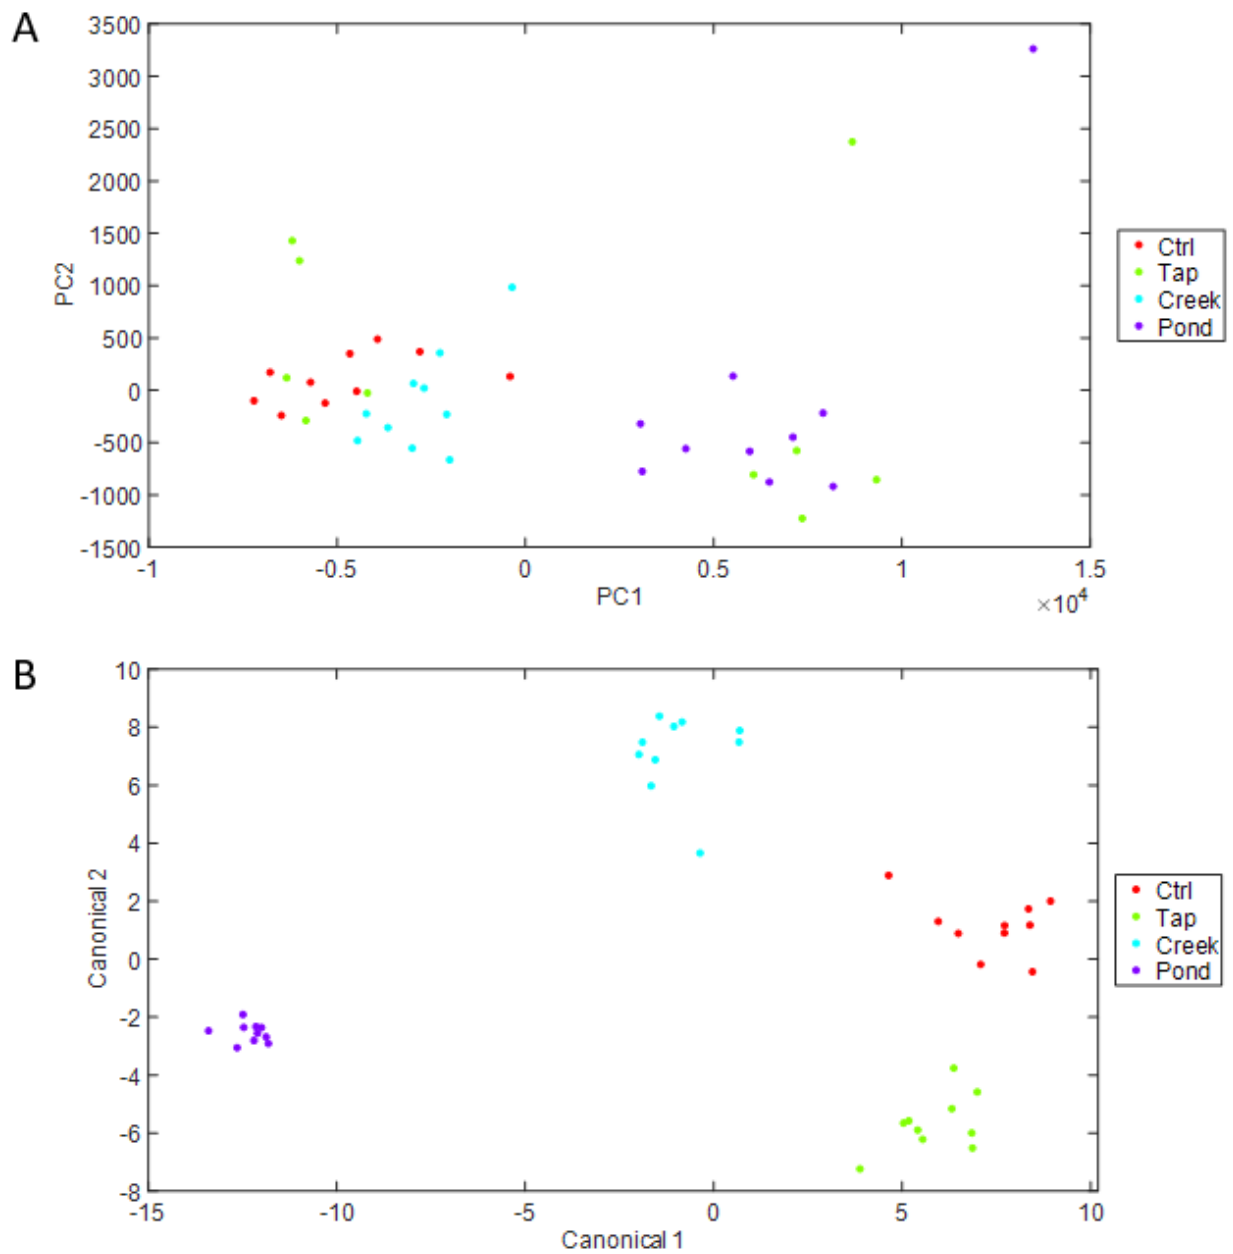 A
3500
3000
2500
2000
1500
1000
500
0
-500
-1000
-1500
PC2
-1
-0.5
0
0.5
1
1.5
PC1
×10⁴
Ctrl
Tap
Creek
Pond
B
10
8
6
4
2
0
-2
-4
-6
-8
Canonical 2
-15
-10
-5
0
5
10
Canonical 1
Ctrl
Tap
Creek
Pond